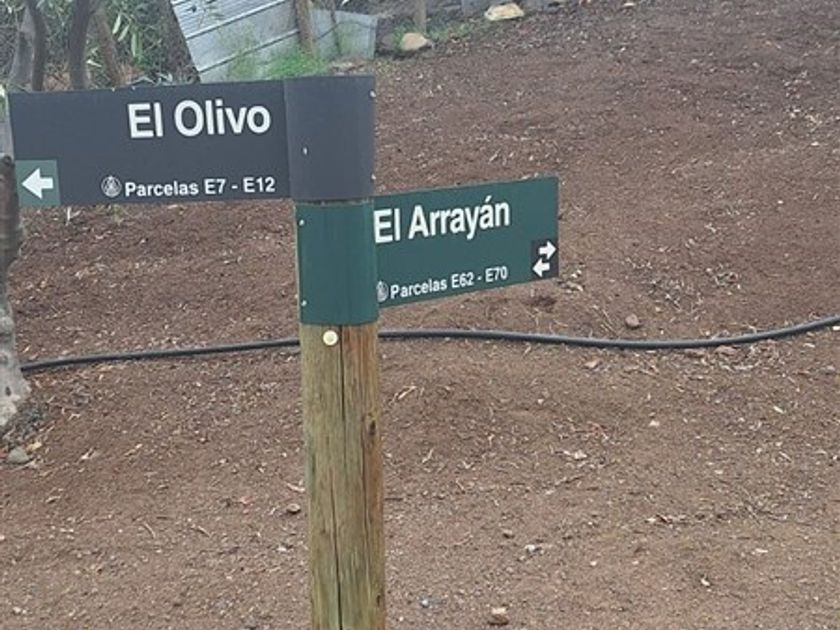 El Olivo
Parcelas E7 - E12
El Arrayán
Parcelas E62 - E70